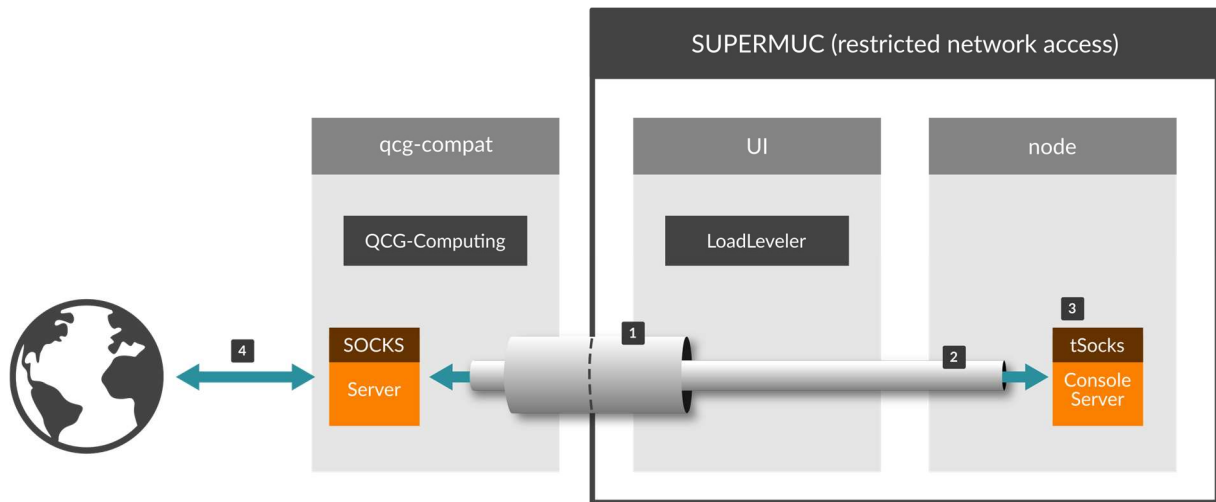 SUPERMUC (restricted network access)
qcg-compat
UI
node
QCG-Computing
LoadLeveler
4
SOCKS
Server
1
2
3
tSocks
Console
Server